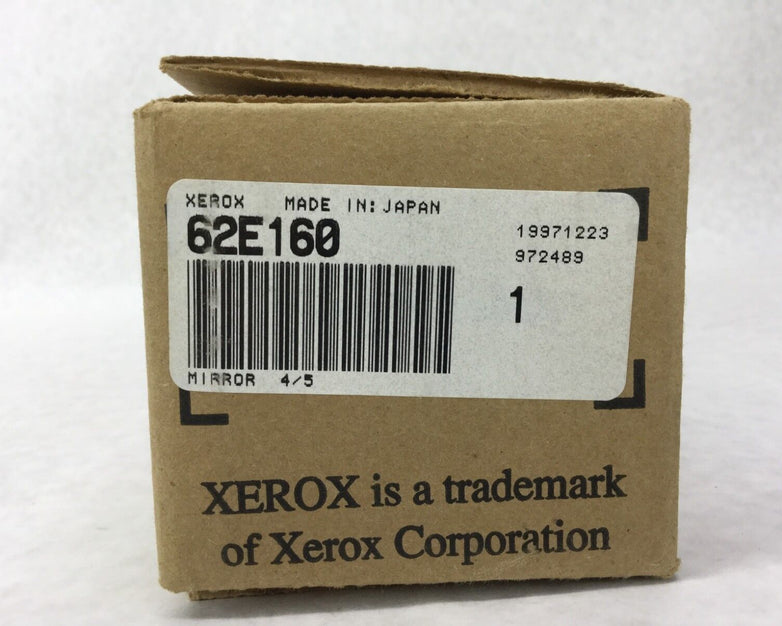 XEROX MADE IN: JAPAN
62E160
19971223
972489
1
MIRROR 4/5
XEROX is a trademark
of Xerox Corporation